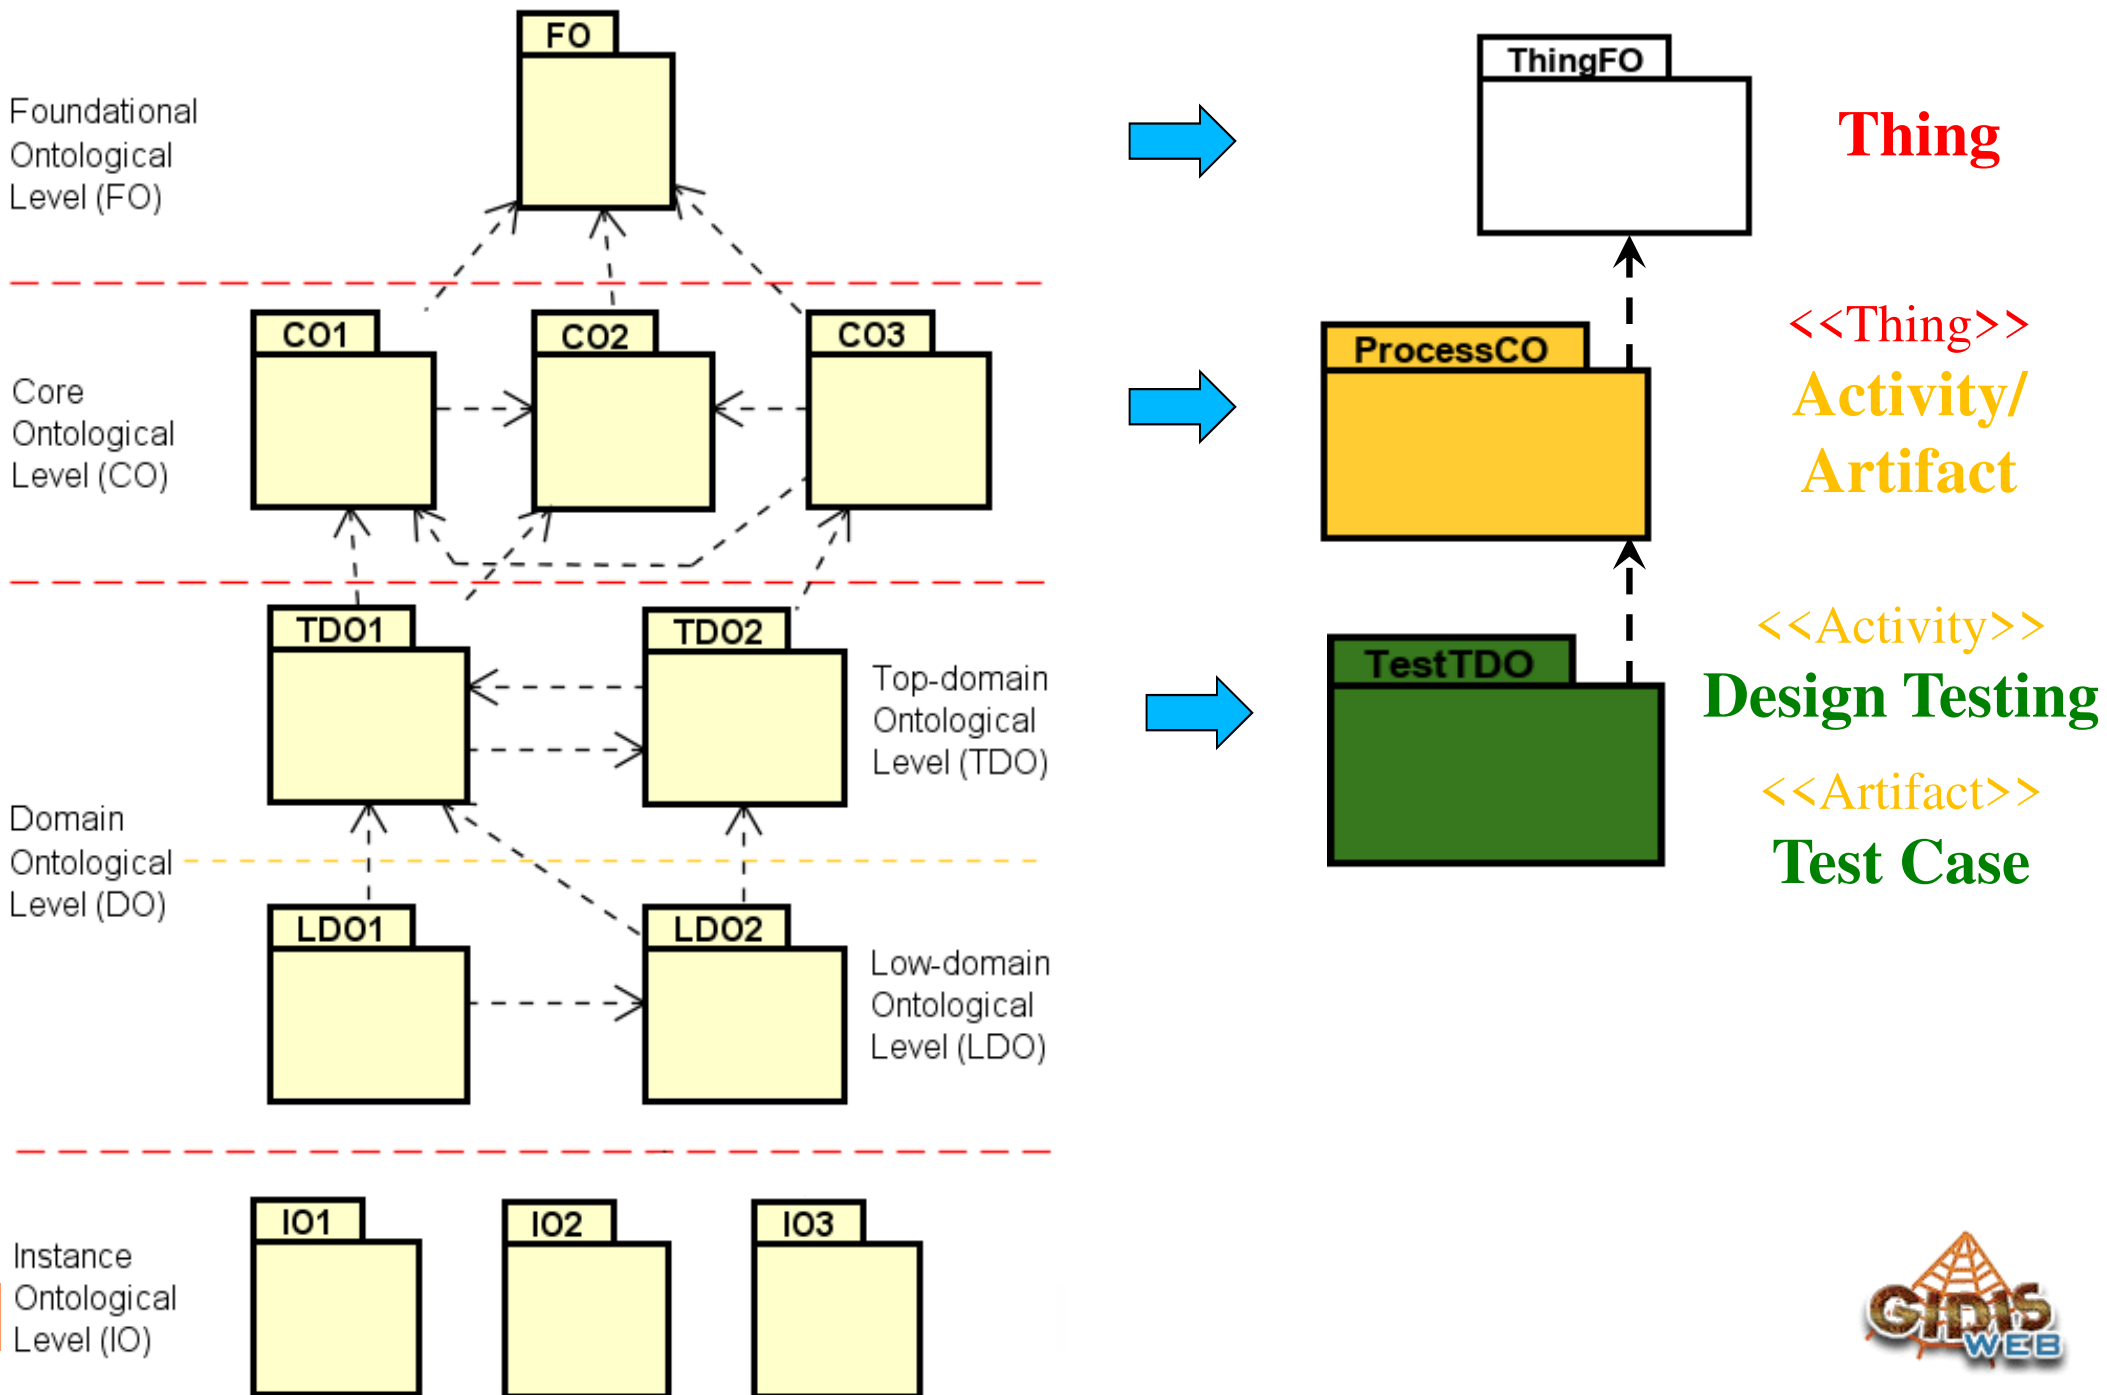 FO
Foundational
Ontological
Level (FO)
ThingFO
Thing
CO1
CO2
CO3
Core
Ontological
Level (CO)
ProcessCO
<<Thing>>
Activity/
Artifact
TDO1
TDO2
Top-domain
Ontological
Level (TDO)
TestTDO
<<Activity>>
Design Testing
<<Artifact>>
Test Case
Domain
Ontological
Level (DO)
LDO1
LDO2
Low-domain
Ontological
Level (LDO)
IO1
IO2
IO3
Instance
Ontological
Level (IO)
GIDIS
WEB